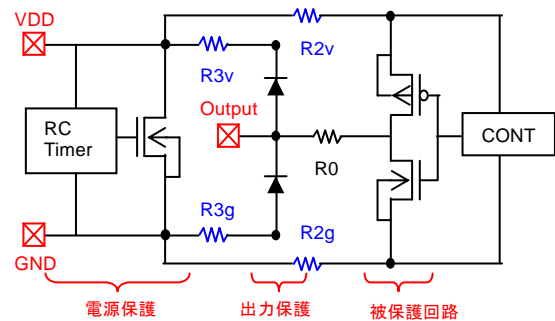 VDD
R2v
R3v
Output
RC
Timer
R0
CONT
R3g
R2g
GND
電源保護
出力保護
被保護回路